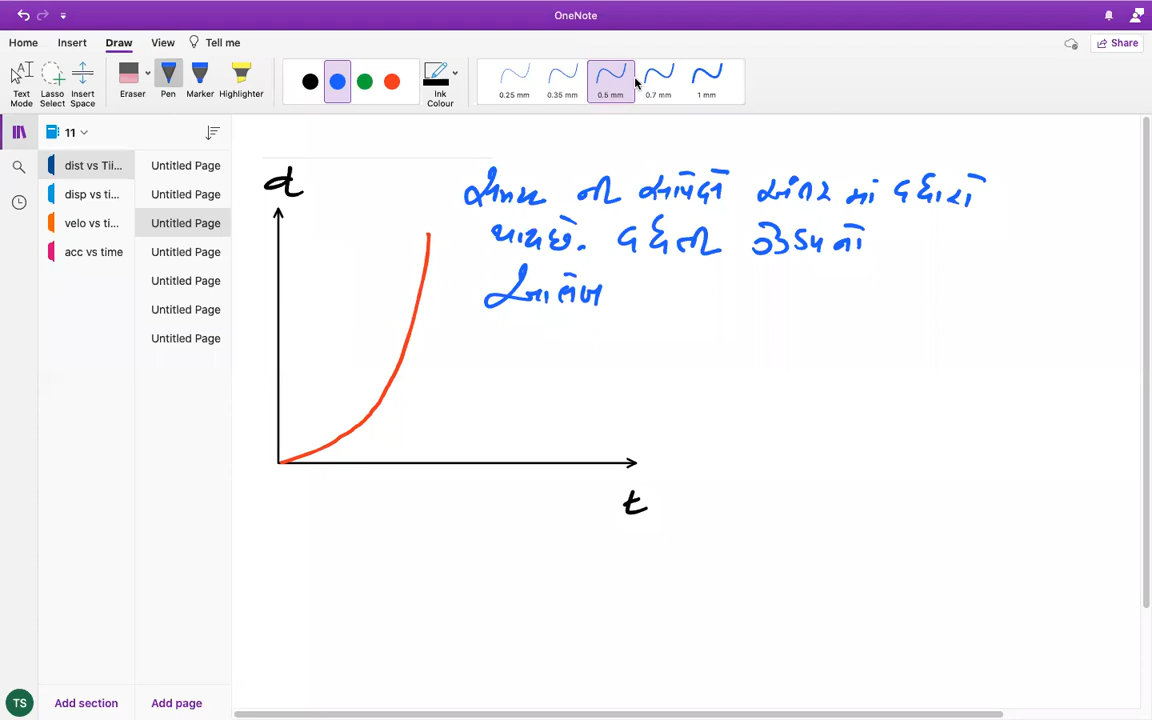 OneNote
Home Insert Draw View Tell me
Share
Text Mode
Lasso Select
Insert Space
Eraser
Pen
Marker
Highlighter
Ink Colour
0.25 mm 0.35 mm 0.5 mm 0.7 mm 1 mm
11
dist vs Tii...
disp vs ti...
velo vs ti...
acc vs time
Untitled Page
Untitled Page
Untitled Page
Untitled Page
Untitled Page
Untitled Page
Untitled Page
d
સમય ની સાપેક્ષે અંતર માં વધારો
થાય છે. વધતી ઝડપ નો
આલેખ
t
TS
Add section
Add page